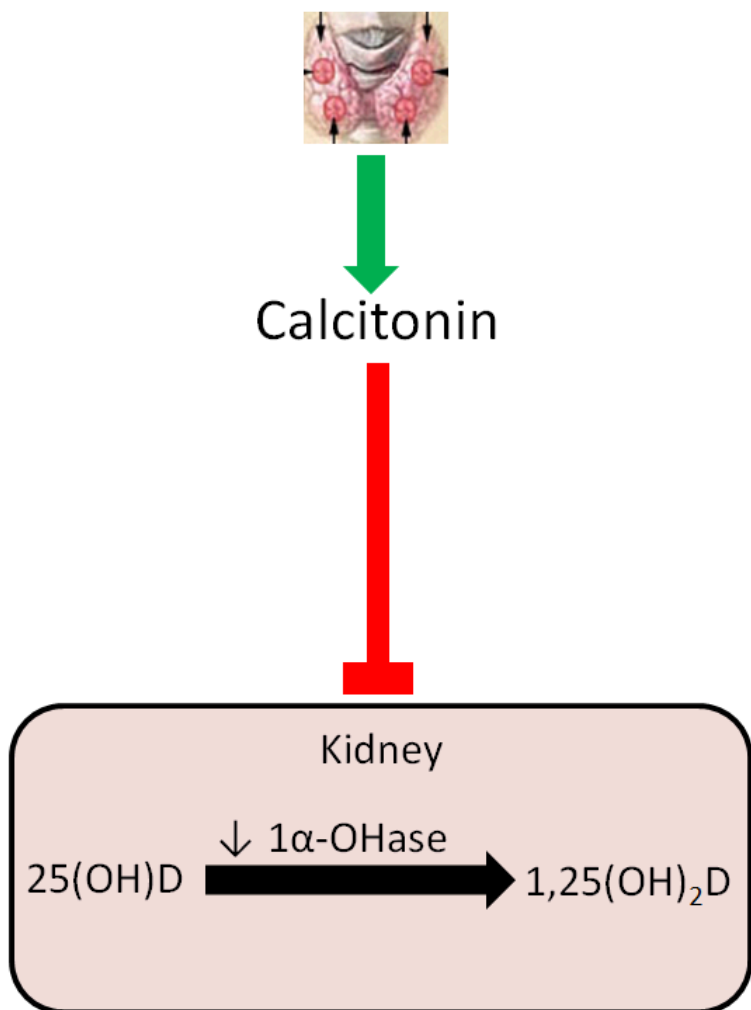 Calcitonin
Kidney
↓ 1α-OHase
25(OH)D
1,25(OH)₂D